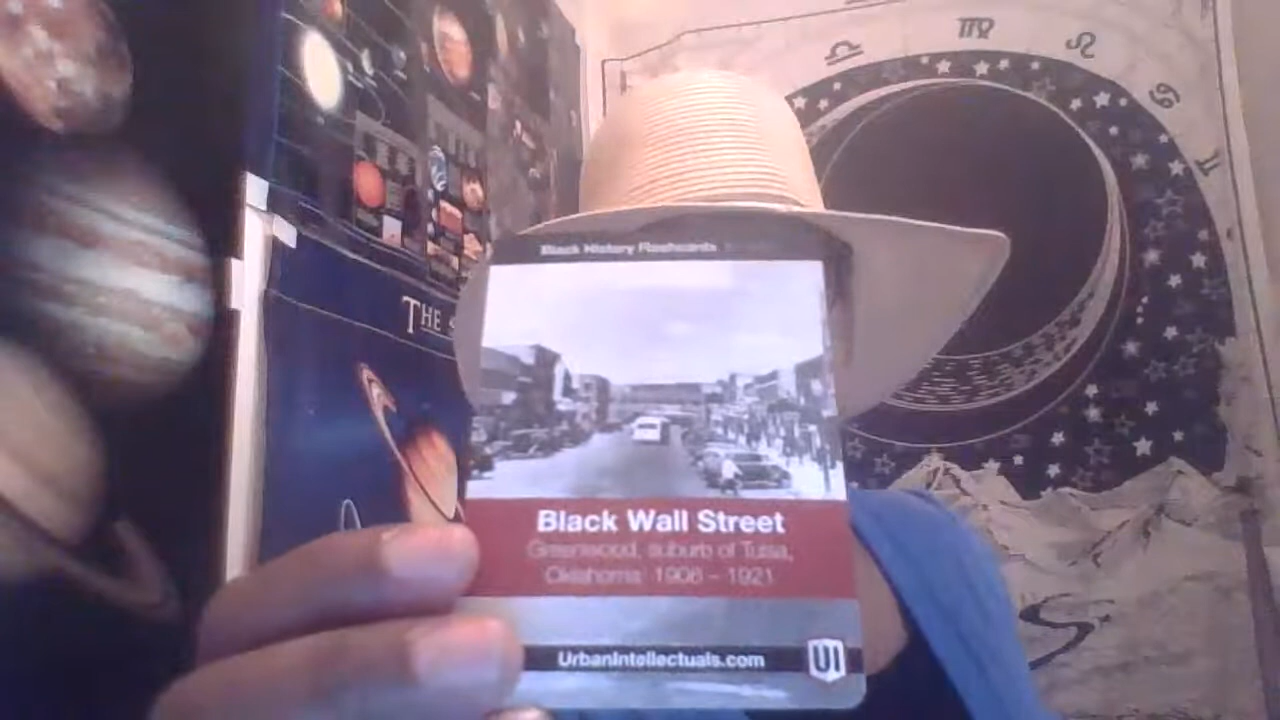 Black History Flashcards
THE
Black Wall Street
Greenwood, suburb of Tulsa,
Oklahoma: 1906 – 1921
UrbanIntellectuals.com
UI